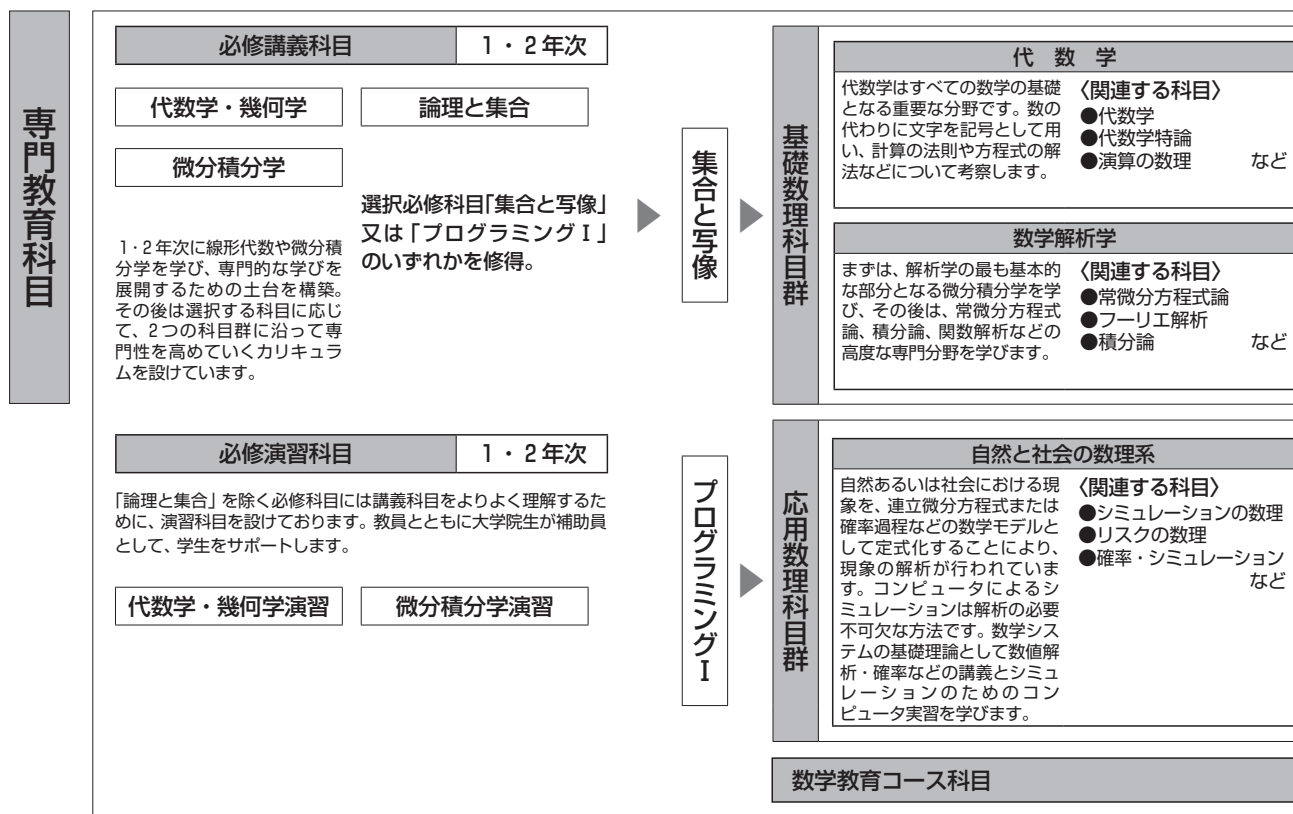 専門教育科目
必修講義科目
1・2年次
代数学・幾何学
論理と集合
微分積分学
1・2年次に線形代数や微分積
分学を学び、専門的な学びを
展開するための土台を構築。
その後は選択する科目に応じ
て、2つの科目群に沿って専
門性を高めていくカリキュラ
ムを設けています。
選択必修科目「集合と写像」
又は「プログラミングⅠ」
のいずれかを修得。
必修演習科目
1・2年次
「論理と集合」を除く必修科目には講義科目をよりよく理解するた
めに、演習科目を設けております。教員とともに大学院生が補助員
として、学生をサポートします。
代数学・幾何学演習
微分積分学演習
▶
集合と写像
▶
基礎数理科目群
代数学
代数学はすべての数学の基礎
となる重要な分野です。数の
代わりに文字を記号として用
い、計算の法則や方程式の解
法などについて考察します。
〈関連する科目〉
●代数学
●代数学特論
●演算の数理 など
数学解析学
まずは、解析学の最も基本的
な部分となる微分積分学を学
び、その後は、常微分方程式
論、積分論、関数解析などの
高度な専門分野を学びます。
〈関連する科目〉
●常微分方程式論
●フーリエ解析
●積分論 など
プログラミングⅠ
▶
応用数理科目群
自然と社会の数理系
自然あるいは社会における現
象を、連立微分方程式または
確率過程などの数学モデルと
して定式化することにより、
現象の解析が行われていま
す。コンピュータによるシ
ミュレーションは解析の必要
不可欠な方法です。数学シス
テムの基礎理論として数値解
析・確率などの講義とシミュ
レーションのためのコン
ピュータ実習を学びます。
〈関連する科目〉
●シミュレーションの数理
●リスクの数理
●確率・シミュレーション
など
数学教育コース科目